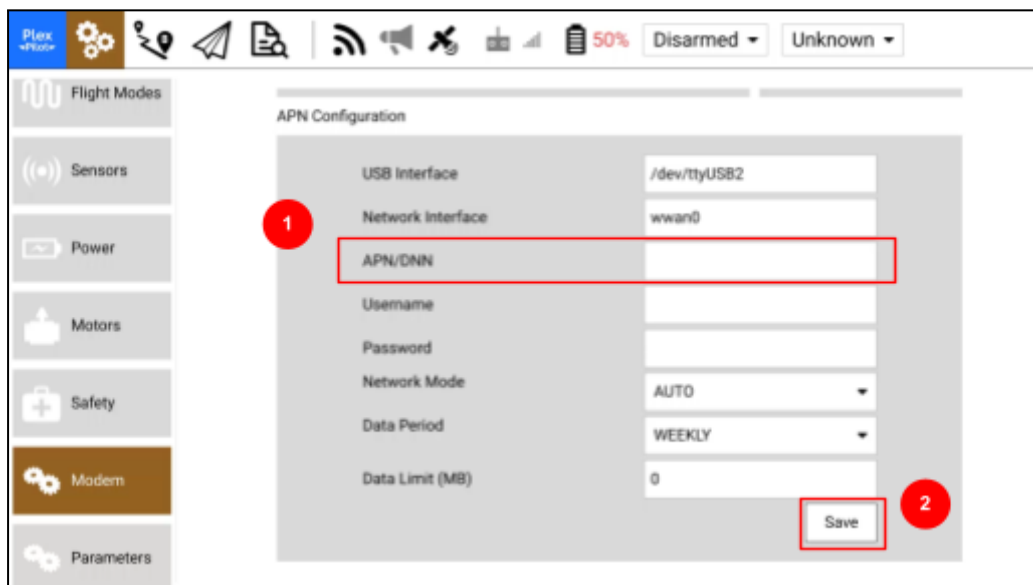 Plex
Pilot
50%
Disarmed
Unknown
Flight Modes
Sensors
Power
Motors
Safety
Modem
Parameters
APN Configuration
USB Interface /dev/ttyUSB2
1
Network Interface wwan0
APN/DNN
Username
Password
Network Mode AUTO
Data Period WEEKLY
Data Limit (MB) 0
Save
2